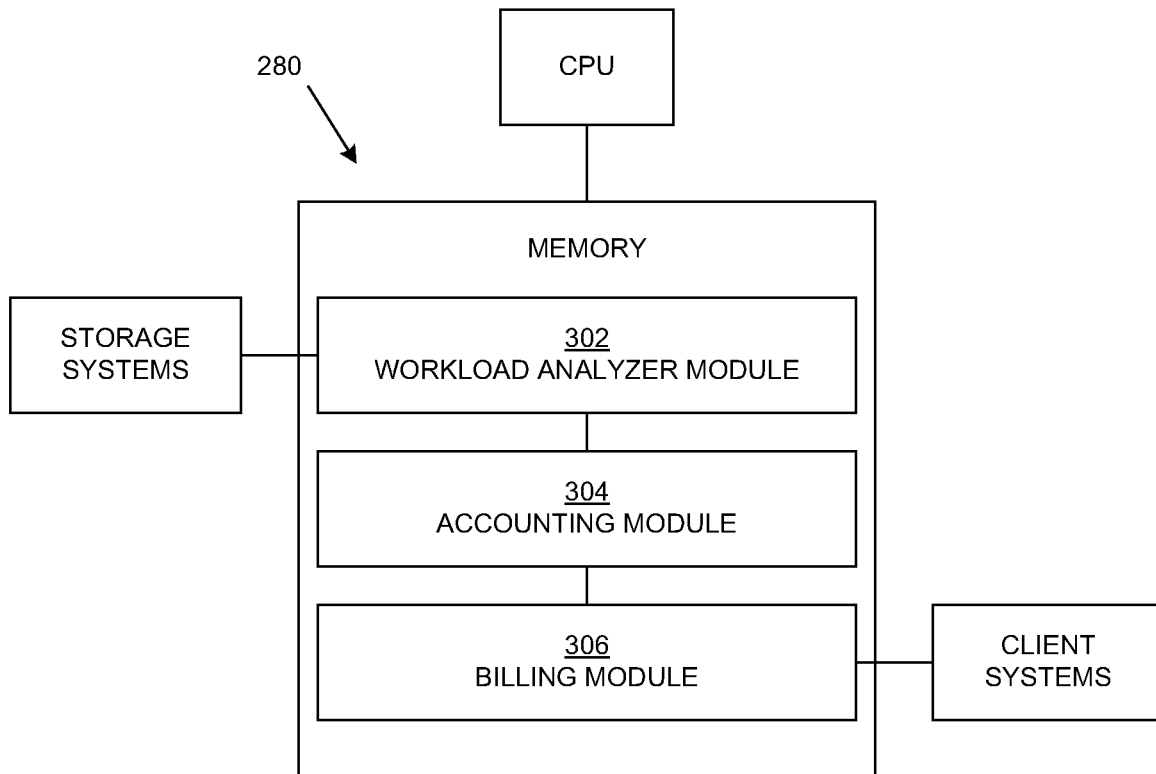 CPU
280
MEMORY
STORAGE
SYSTEMS
302
WORKLOAD ANALYZER MODULE
304
ACCOUNTING MODULE
306
BILLING MODULE
CLIENT
SYSTEMS